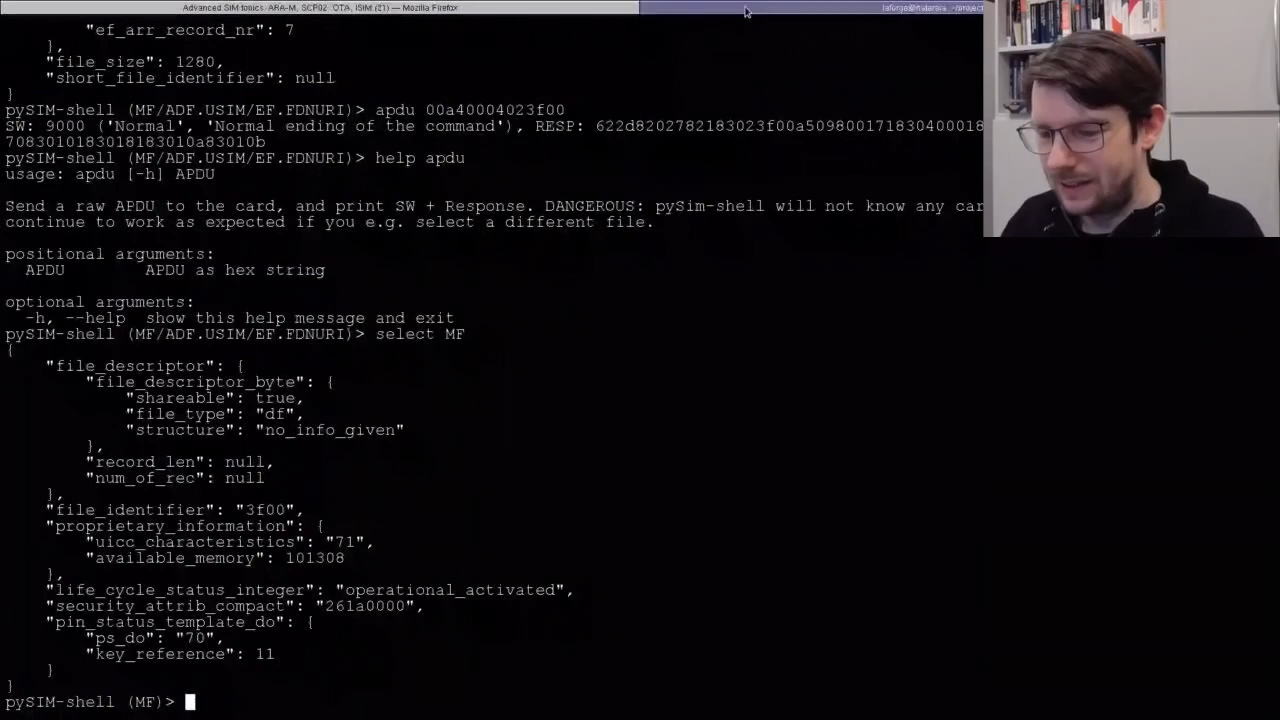 Advanced SIM topics: ARA-M, SCP02, OTA, ISIM (21) — Mozilla Firefox
"ef_arr_record_nr": 7
},
"file_size": 1280,
"short_file_identifier": null
}
pySIM-shell (MF/ADF.USIM/EF.FDNURI)> apdu 00a40004023f00
SW: 9000 ('Normal', 'Normal ending of the command'), RESP: 622d8202782183023f00a509800171830400018
7083010183018183010a83010b
pySIM-shell (MF/ADF.USIM/EF.FDNURI)> help apdu
usage: apdu [-h] APDU
Send a raw APDU to the card, and print SW + Response. DANGEROUS: pySim-shell will not know any car
continue to work as expected if you e.g. select a different file.
positional arguments:
APDU APDU as hex string
optional arguments:
-h, --help show this help message and exit
pySIM-shell (MF/ADF.USIM/EF.FDNURI)> select MF
{
"file_descriptor": {
"file_descriptor_byte": {
"shareable": true,
"file_type": "df",
"structure": "no_info_given"
},
"record_len": null,
"num_of_rec": null
},
"file_identifier": "3f00",
"proprietary_information": {
"uicc_characteristics": "71",
"available_memory": 101308
},
"life_cycle_status_integer": "operational_activated",
"security_attrib_compact": "261a0000",
"pin_status_template_do": {
"ps_do": "70",
"key_reference": 11
}
}
pySIM-shell (MF)>